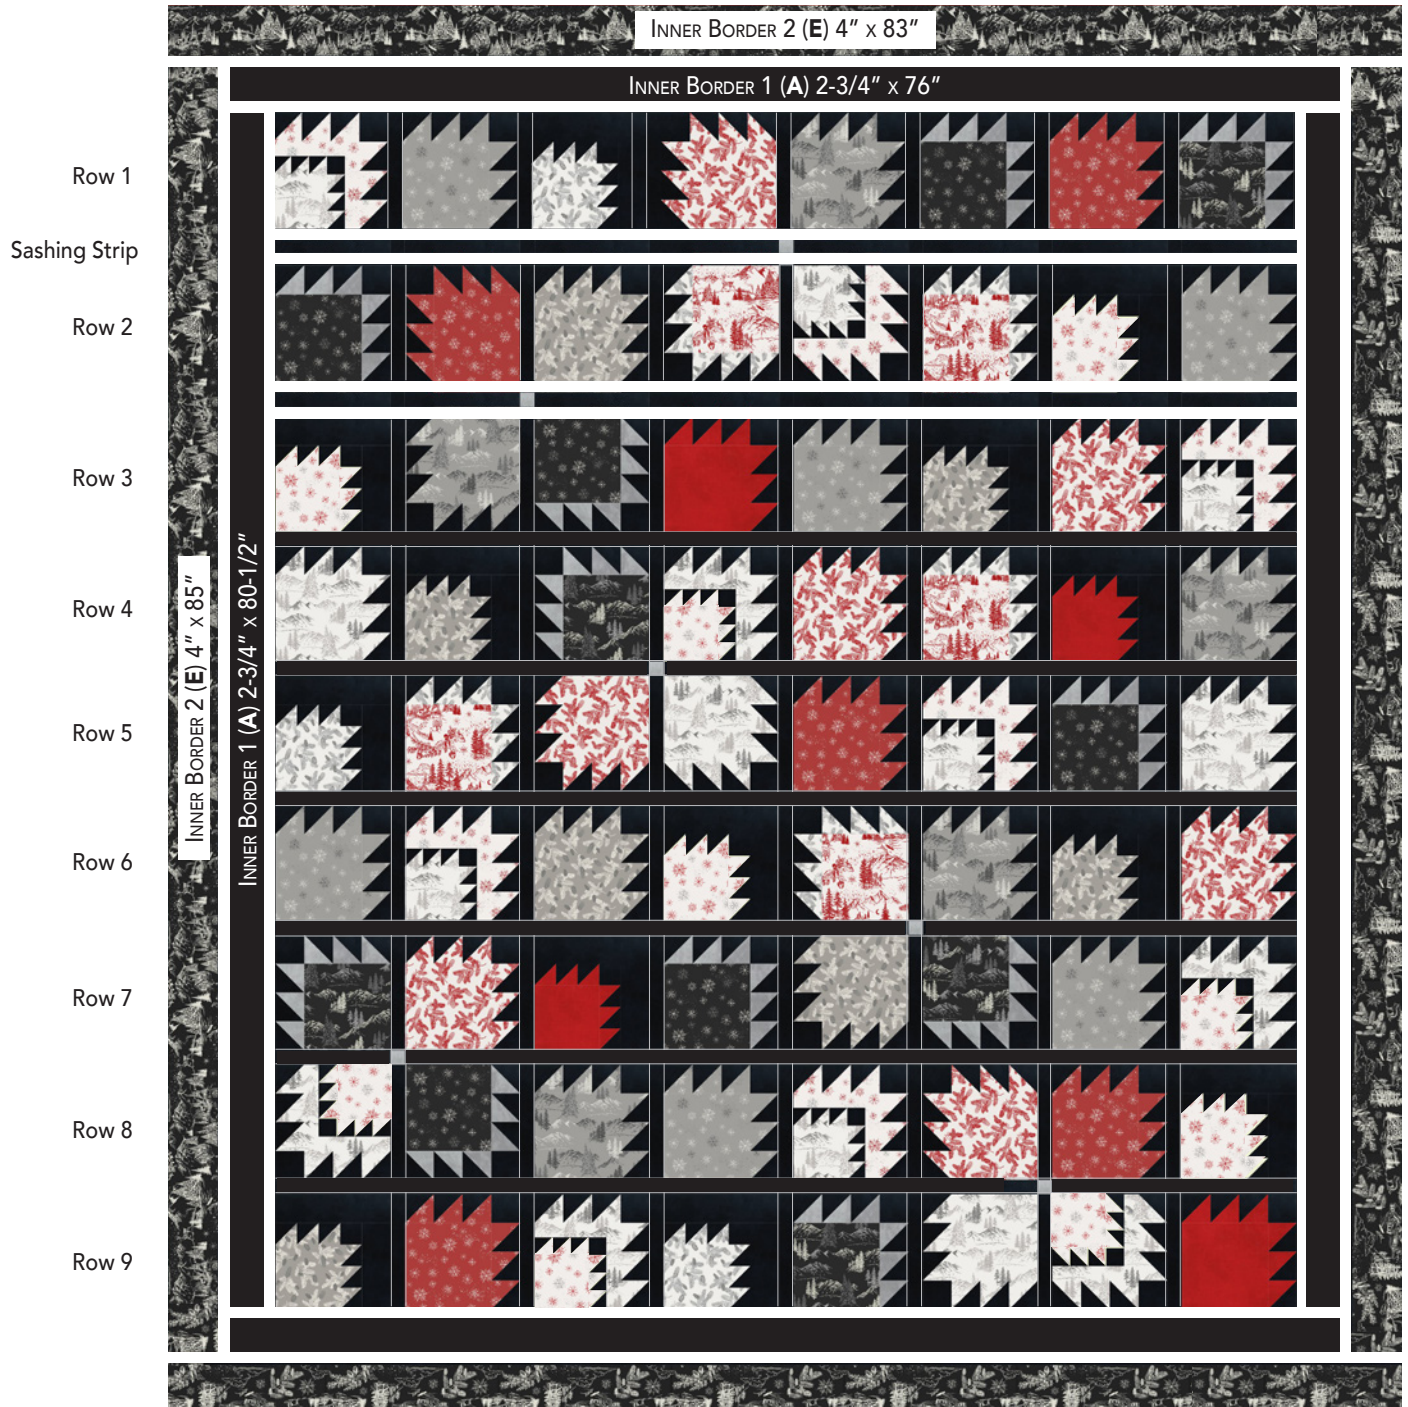 INNER BORDER 2 (E) 4" X 83"
INNER BORDER 1 (A) 2-3/4" X 76"
Row 1
Sashing Strip
Row 2
Row 3
Row 4
Row 5
Row 6
Row 7
Row 8
Row 9
INNER BORDER 2 (E) 4" X 85"
INNER BORDER 1 (A) 2-3/4" X 80-1/2"